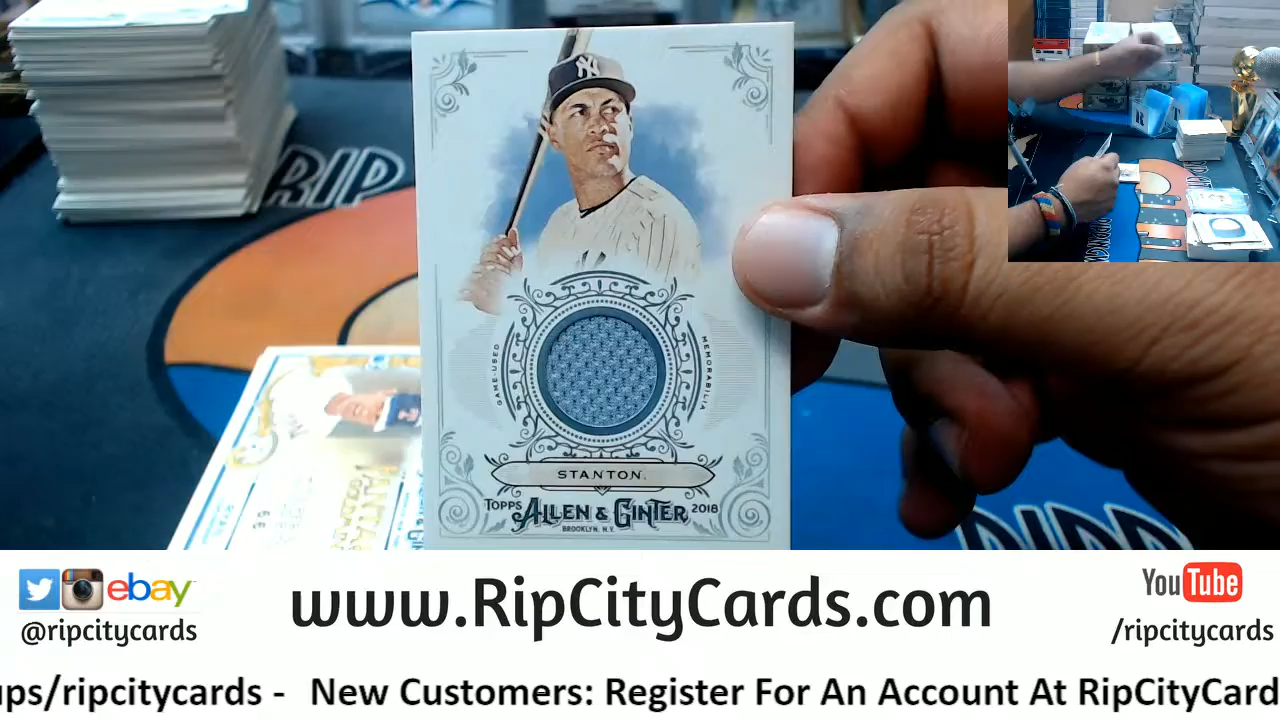 RIP
NY
GAME-USED
MEMORABILIA
STANTON.
TOPPS ALLEN & GINTER 2018
BROOKLYN, N.Y.
ebay
@ripcitycards
www.RipCityCards.com
You Tube
/ripcitycards
ups/ripcitycards - New Customers: Register For An Account At RipCityCard